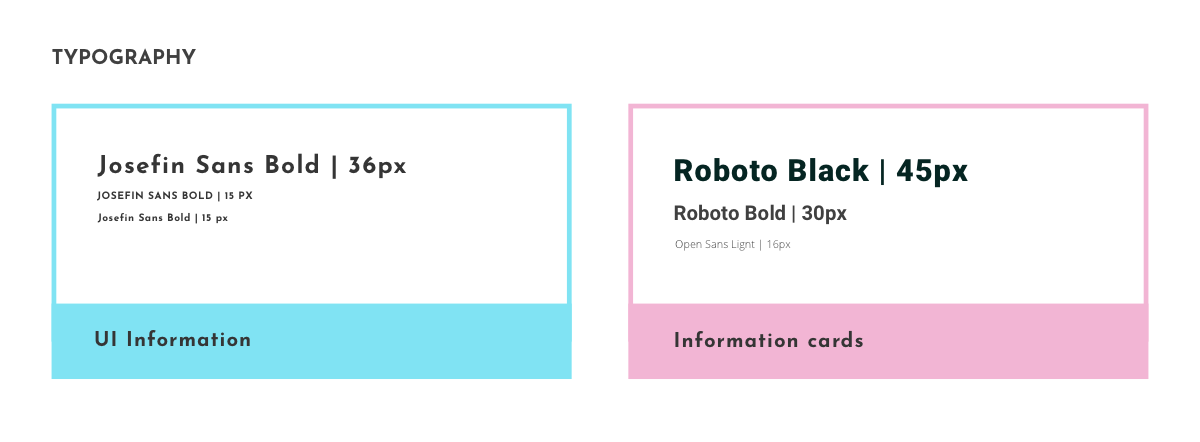 TYPOGRAPHY
Josefin Sans Bold | 36px
JOSEFIN SANS BOLD | 15 PX
Josefin Sans Bold | 15 px
UI Information
Roboto Black | 45px
Roboto Bold | 30px
Open Sans Light | 16px
Information cards